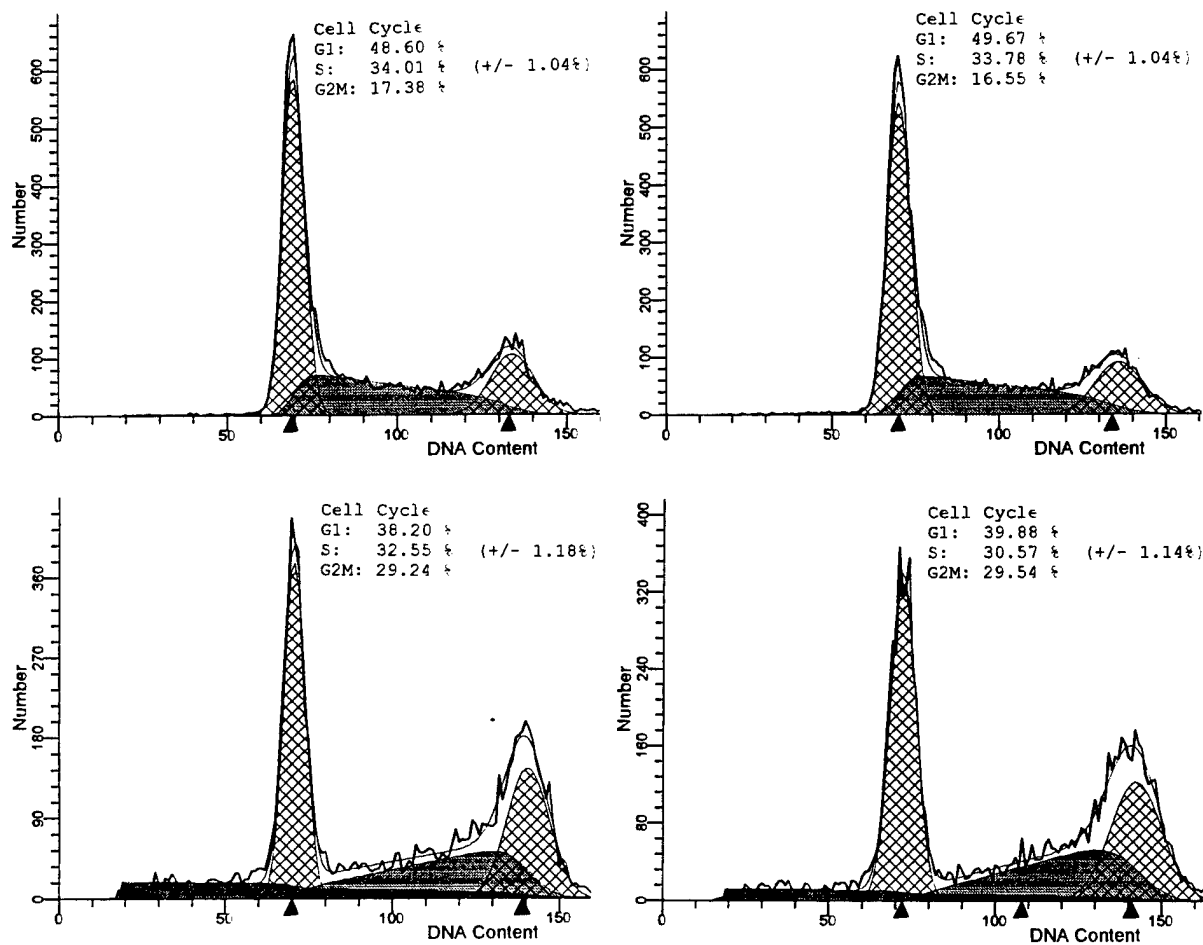 Cell Cycle
G1: 48.60 %
S: 34.01 % (+/- 1.04%)
G2M: 17.38 %
Number
600
500
400
300
200
100
0
0 50 100 150
DNA Content
Cell Cycle
G1: 49.67 %
S: 33.78 % (+/- 1.04%)
G2M: 16.55 %
Number
600
500
400
300
200
100
0
0 50 100 150
DNA Content
Cell Cycle
G1: 38.20 %
S: 32.55 % (+/- 1.18%)
G2M: 29.24 %
Number
360
270
180
90
0
0 50 100 150
DNA Content
Cell Cycle
G1: 39.88 %
S: 30.57 % (+/- 1.14%)
G2M: 29.54 %
Number
400
320
240
160
80
0
0 50 100 150
DNA Content